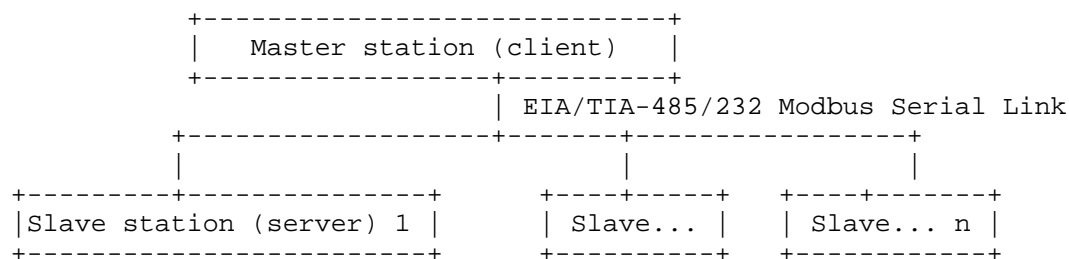 Master station (client)
EIA/TIA-485/232 Modbus Serial Link
Slave station (server) 1
Slave...
Slave... n